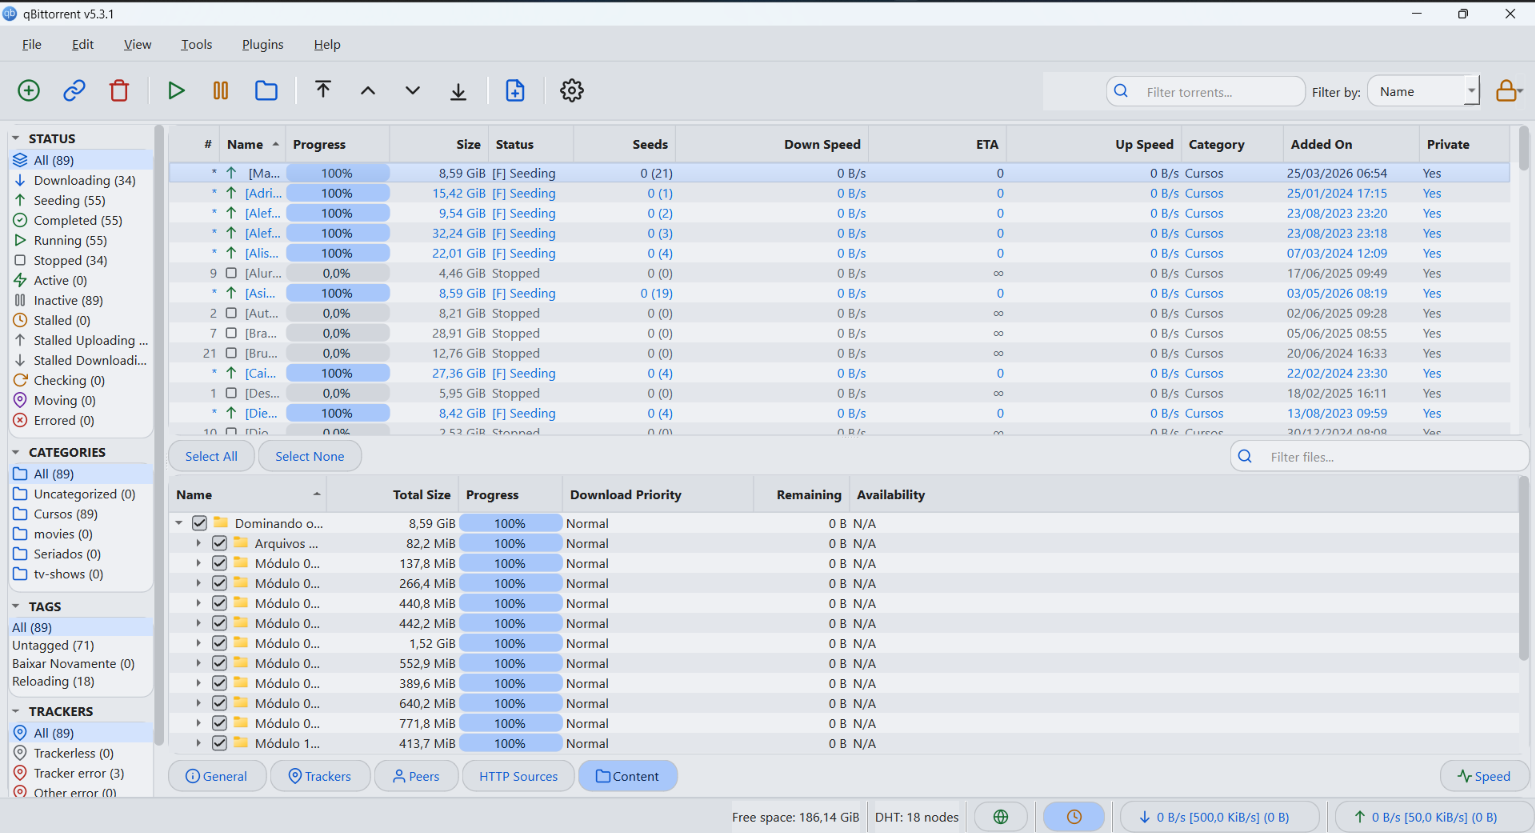 qBittorrent v5.3.1
File Edit View Tools Plugins Help
Filter torrents... Filter by: Name
STATUS
All (89)
Downloading (34)
Seeding (55)
Completed (55)
Running (55)
Stopped (34)
Active (0)
Inactive (89)
Stalled (0)
Stalled Uploading ...
Stalled Downloadi...
Checking (0)
Moving (0)
Errored (0)
CATEGORIES
All (89)
Uncategorized (0)
Cursos (89)
movies (0)
Seriados (0)
tv-shows (0)
TAGS
All (89)
Untagged (71)
Baixar Novamente (0)
Reloading (18)
TRACKERS
All (89)
Trackerless (0)
Tracker error (3)
Other error (0)
# Name Progress Size Status Seeds Down Speed ETA Up Speed Category Added On Private
* [Ma... 100% 8,59 GiB [F] Seeding 0 (21) 0 B/s 0 0 B/s Cursos 25/03/2026 06:54 Yes
* [Adri... 100% 15,42 GiB [F] Seeding 0 (1) 0 B/s 0 0 B/s Cursos 25/01/2024 17:15 Yes
* [Alef... 100% 9,54 GiB [F] Seeding 0 (2) 0 B/s 0 0 B/s Cursos 23/08/2023 23:20 Yes
* [Alef... 100% 32,24 GiB [F] Seeding 0 (3) 0 B/s 0 0 B/s Cursos 23/08/2023 23:18 Yes
* [Alis... 100% 22,01 GiB [F] Seeding 0 (4) 0 B/s 0 0 B/s Cursos 07/03/2024 12:09 Yes
9 [Alur... 0,0% 4,46 GiB Stopped 0 (0) 0 B/s ∞ 0 B/s Cursos 17/06/2025 09:49 Yes
* [Asi... 100% 8,59 GiB [F] Seeding 0 (19) 0 B/s 0 0 B/s Cursos 03/05/2026 08:19 Yes
2 [Aut... 0,0% 8,21 GiB Stopped 0 (0) 0 B/s ∞ 0 B/s Cursos 02/06/2025 09:28 Yes
7 [Bra... 0,0% 28,91 GiB Stopped 0 (0) 0 B/s ∞ 0 B/s Cursos 05/06/2025 08:55 Yes
21 [Bru... 0,0% 12,76 GiB Stopped 0 (0) 0 B/s ∞ 0 B/s Cursos 20/06/2024 16:33 Yes
* [Cai... 100% 27,36 GiB [F] Seeding 0 (4) 0 B/s 0 0 B/s Cursos 22/02/2024 23:30 Yes
1 [Des... 0,0% 5,95 GiB Stopped 0 (0) 0 B/s ∞ 0 B/s Cursos 18/02/2025 16:11 Yes
* [Die... 100% 8,42 GiB [F] Seeding 0 (4) 0 B/s 0 0 B/s Cursos 13/08/2023 09:59 Yes
10 [Dio... 0,0% 2,53 GiB Stopped 0 (0) 0 B/s ∞ 0 B/s Cursos 30/12/2024 08:08 Yes
Select All Select None Filter files...
Name Total Size Progress Download Priority Remaining Availability
Dominando o... 8,59 GiB 100% Normal 0 B N/A
Arquivos ... 82,2 MiB 100% Normal 0 B N/A
Módulo 0... 137,8 MiB 100% Normal 0 B N/A
Módulo 0... 266,4 MiB 100% Normal 0 B N/A
Módulo 0... 440,8 MiB 100% Normal 0 B N/A
Módulo 0... 442,2 MiB 100% Normal 0 B N/A
Módulo 0... 1,52 GiB 100% Normal 0 B N/A
Módulo 0... 552,9 MiB 100% Normal 0 B N/A
Módulo 0... 389,6 MiB 100% Normal 0 B N/A
Módulo 0... 640,2 MiB 100% Normal 0 B N/A
Módulo 0... 771,8 MiB 100% Normal 0 B N/A
Módulo 1... 413,7 MiB 100% Normal 0 B N/A
General Trackers Peers HTTP Sources Content Speed
Free space: 186,14 GiB DHT: 18 nodes 0 B/s [500,0 KiB/s] (0 B) 0 B/s [50,0 KiB/s] (0 B)